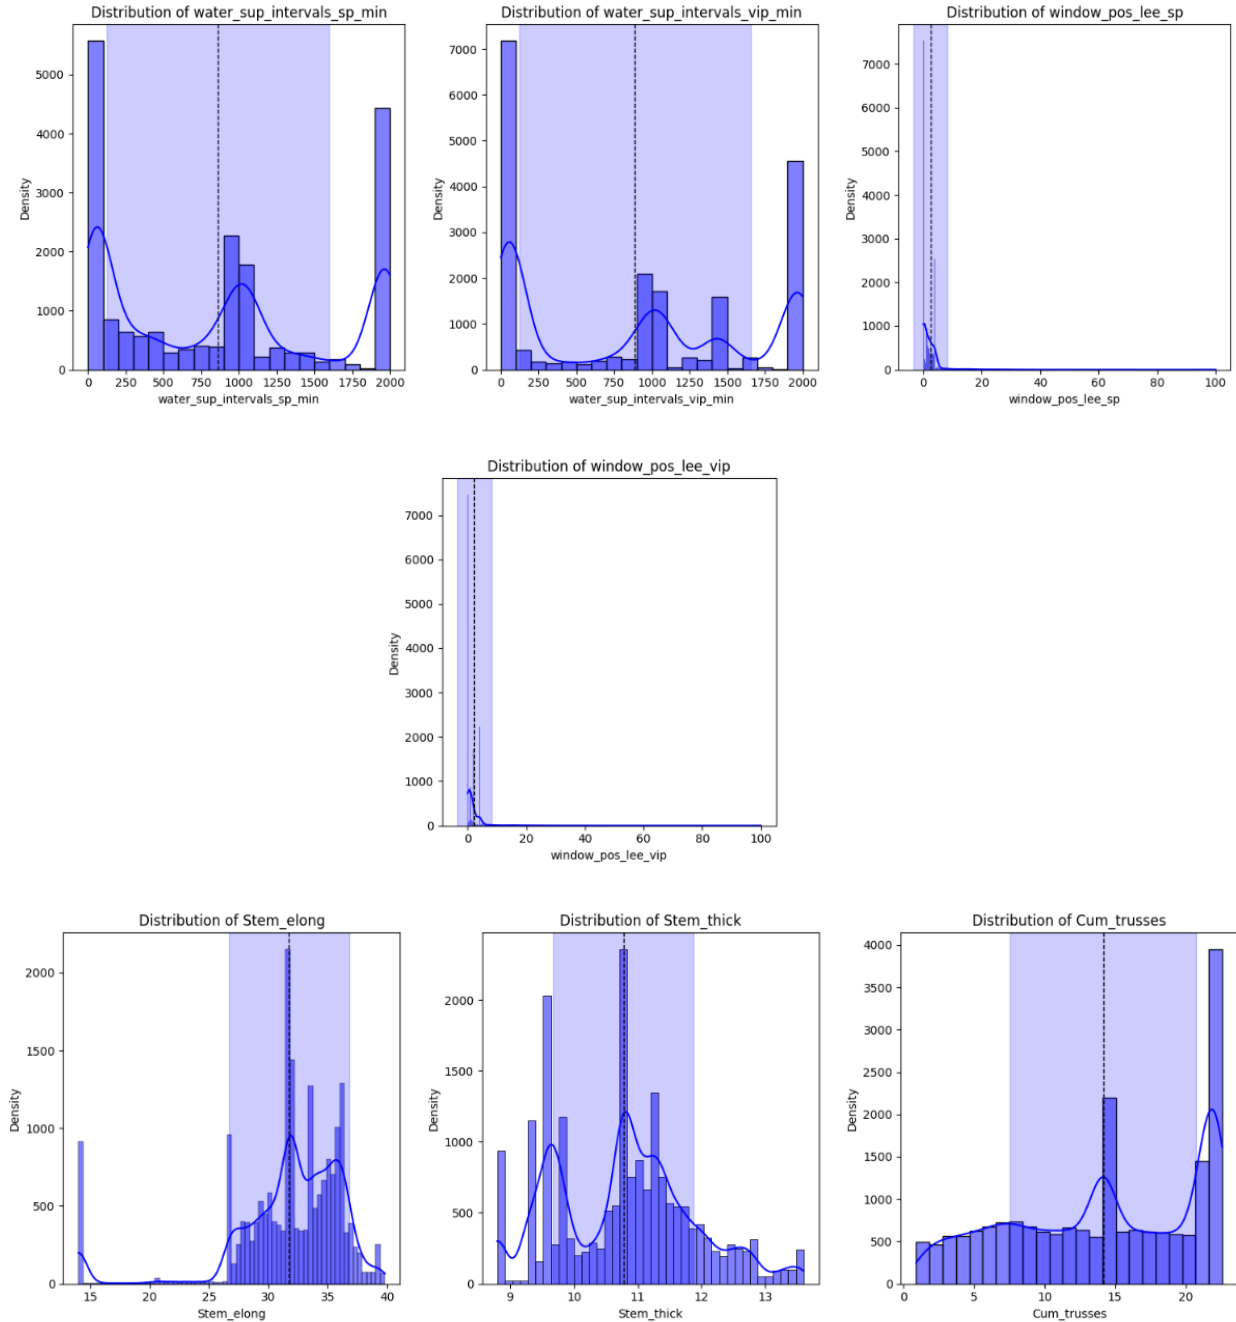 Distribution of water_sup_intervals_sp_min
Density
5000
4000
3000
2000
1000
0
0 250 500 750 1000 1250 1500 1750 2000
water_sup_intervals_sp_min
Distribution of water_sup_intervals_vip_min
Density
7000
6000
5000
4000
3000
2000
1000
0
0 250 500 750 1000 1250 1500 1750 2000
water_sup_intervals_vip_min
Distribution of window_pos_lee_sp
Density
7000
6000
5000
4000
3000
2000
1000
0
0 20 40 60 80 100
window_pos_lee_sp
Distribution of window_pos_lee_vip
Density
7000
6000
5000
4000
3000
2000
1000
0
0 20 40 60 80 100
window_pos_lee_vip
Distribution of Stem_elong
Density
2000
1500
1000
500
0
15 20 25 30 35 40
Stem_elong
Distribution of Stem_thick
Density
2000
1500
1000
500
0
9 10 11 12 13
Stem_thick
Distribution of Cum_trusses
Density
4000
3500
3000
2500
2000
1500
1000
500
0
0 5 10 15 20
Cum_trusses